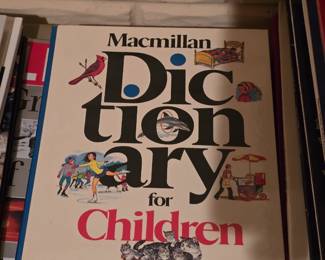 Macmillan
Dic
tion
ary
for
Children